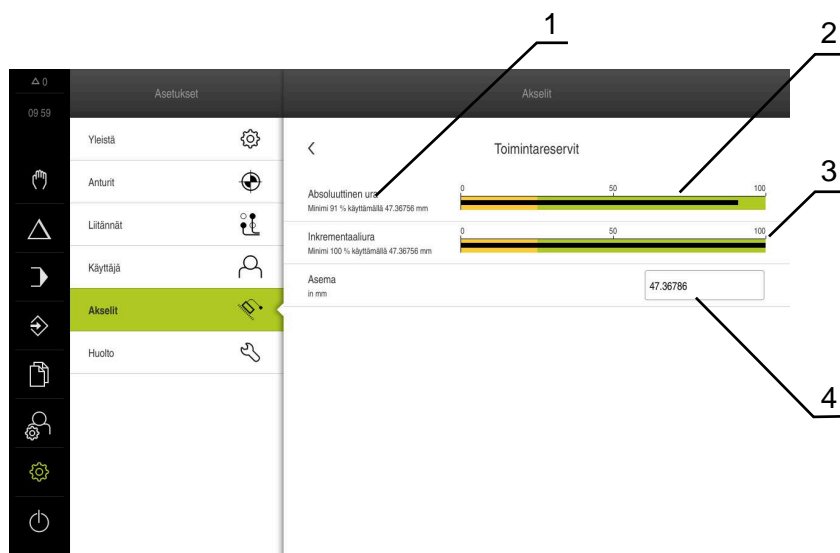 1
2
△ 0
Asetukset
Akselit
09 59
Yleistä
Toimintareservit
Anturit
Absoluuttinen ura
Minimi 91 % käyttämällä 47.36756 mm
0 50 100
3
Liitännät
Inkrementaaliura
Minimi 100 % käyttämällä 47.36756 mm
0 50 100
Käyttäjä
Asema
in mm
47.36786
Akselit
Huolto
4